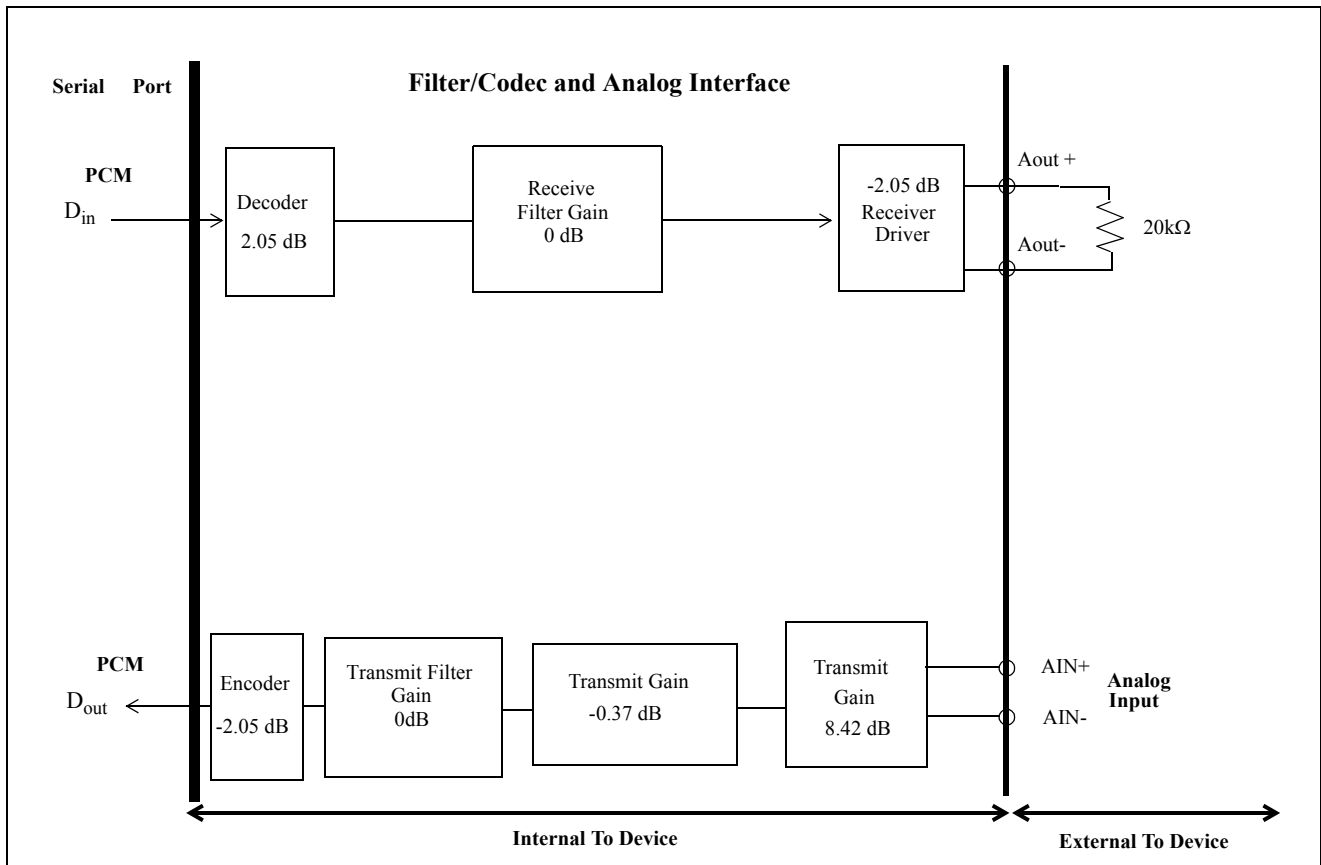 Serial Port
Filter/Codec and Analog Interface
PCM
Din
Decoder
2.05 dB
Receive
Filter Gain
0 dB
-2.05 dB
Receiver
Driver
Aout +
Aout-
20kΩ
PCM
Dout
Encoder
-2.05 dB
Transmit Filter
Gain
0dB
Transmit Gain
-0.37 dB
Transmit
Gain
8.42 dB
AIN+
AIN-
Analog
Input
Internal To Device
External To Device